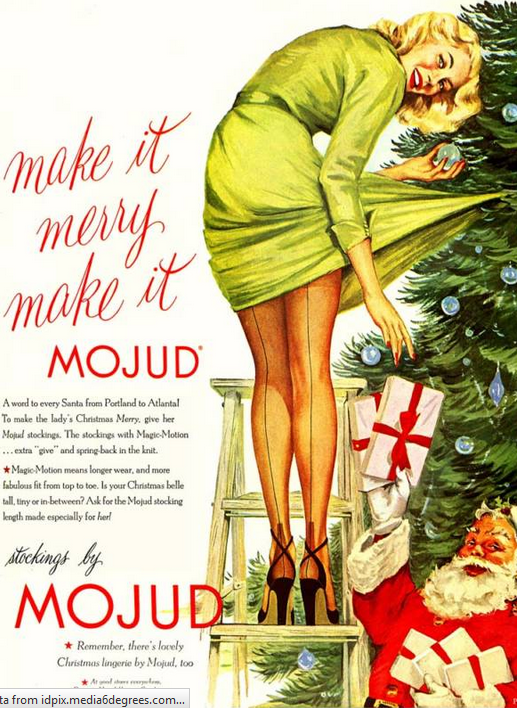 make it
merry
make it
MOJUD®
A word to every Santa from Portland to Atlanta!
To make the lady's Christmas Merry, give her
Mojud stockings. The stockings with Magic-Motion
... extra "give" and spring-back in the knit.
★Magic-Motion means longer wear, and more
fabulous fit from top to toe. Is your Christmas belle
tall, tiny or in-between? Ask for the Mojud stocking
length made especially for her!
stockings by
MOJUD
★ Remember, there's lovely
Christmas lingerie by Mojud, too
★ At good stores everywhere.
ta from idpix.media6degrees.com...